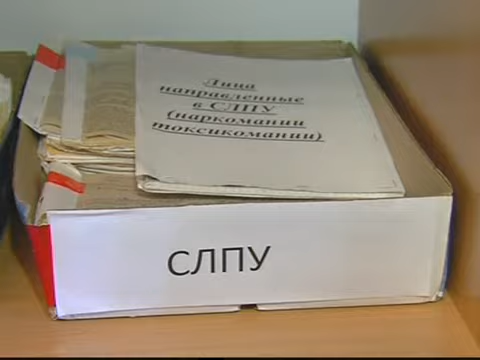 Лица
направленные
в СЛПУ
(наркомании
токсикомании)
СЛПУ